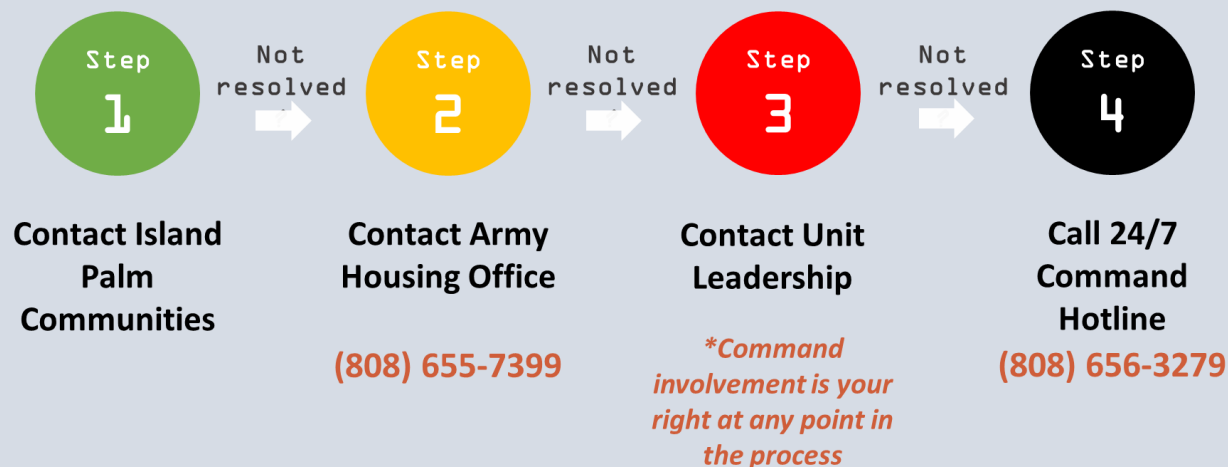 Step
1
Not
resolved
Step
2
Not
resolved
Step
3
Not
resolved
Step
4
Contact Island
Palm
Communities
Contact Army
Housing Office
(808) 655-7399
Contact Unit
Leadership
*Command
involvement is your
right at any point in
the process
Call 24/7
Command
Hotline
(808) 656-3279